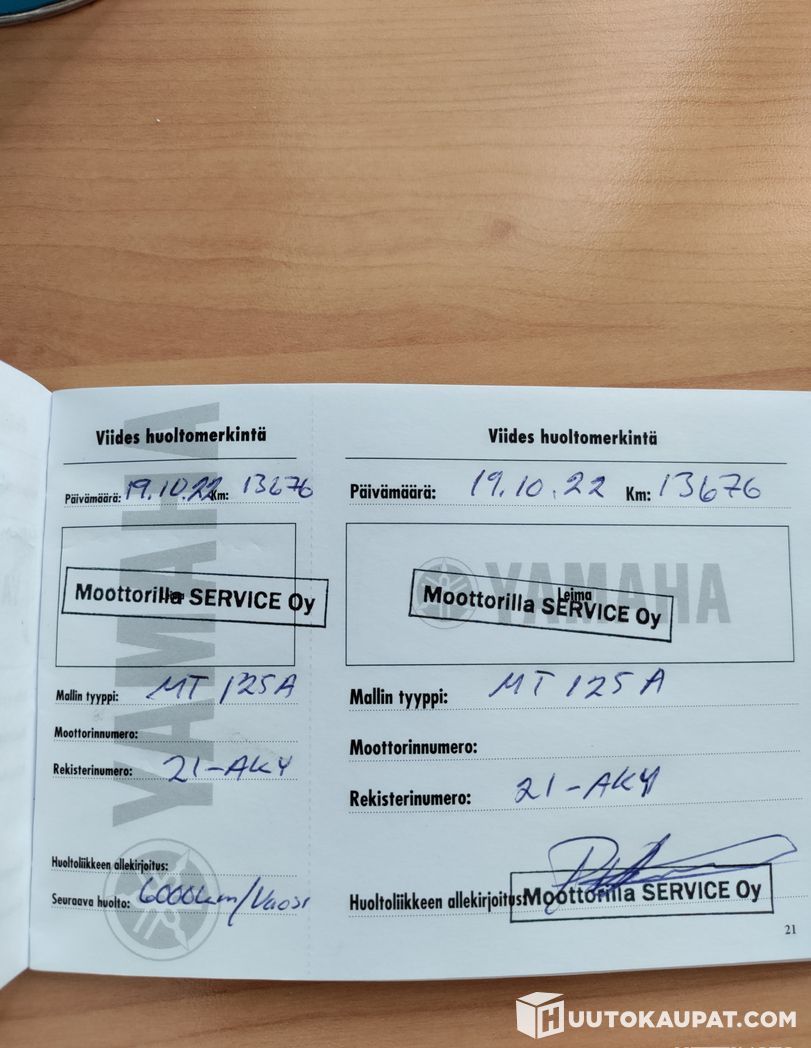 Viides huoltomerkintä
Päivämäärä: 19.10.22 Km: 13676
YAMAHA
Moottorilla SERVICE Oy
Mallin tyyppi: MT 125A
Moottorinnumero:
Rekisterinumero: 21-AKY
Huoltoliikkeen allekirjoitus:
Seuraava huolto: 6000km/Vuosi
Viides huoltomerkintä
Päivämäärä: 19.10.22 Km: 13676
YAMAHA
Leima
Moottorilla SERVICE Oy
Mallin tyyppi: MT 125A
Moottorinnumero:
Rekisterinumero: 21-AKY
Huoltoliikkeen allekirjoitus: Moottorilla SERVICE Oy
21
HUUTOKAUPAT.COM